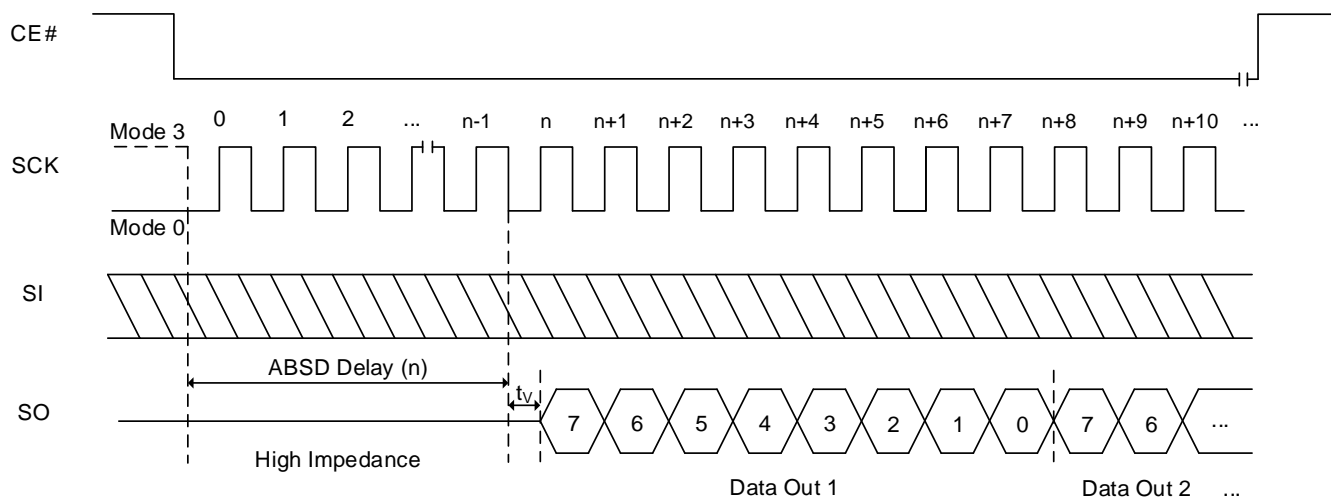 CE#
0 1 2 ... n-1 n n+1 n+2 n+3 n+4 n+5 n+6 n+7 n+8 n+9 n+10 ...
Mode 3
SCK
Mode 0
SI
ABSD Delay (n)
tV
SO
7 6 5 4 3 2 1 0 7 6 ...
High Impedance
Data Out 1 Data Out 2 ...